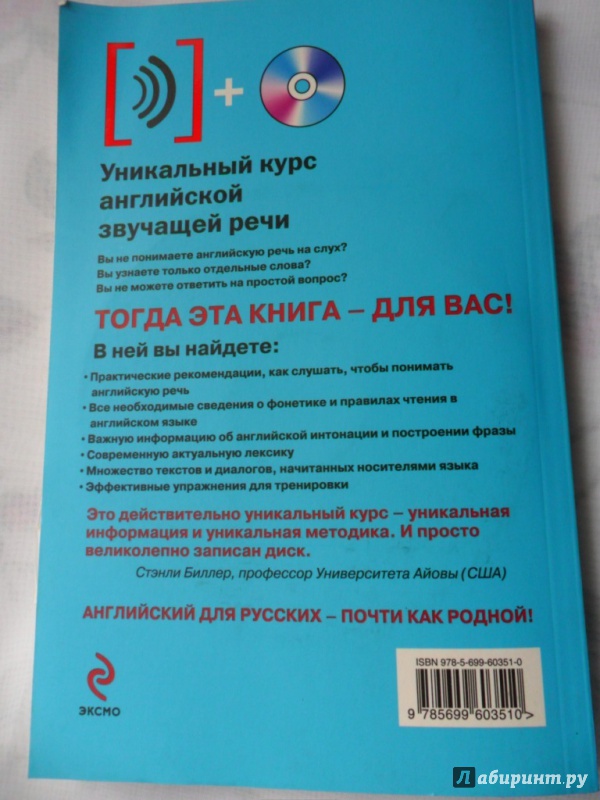 +
Уникальный курс
английской
звучащей речи
Вы не понимаете английскую речь на слух?
Вы узнаете только отдельные слова?
Вы не можете ответить на простой вопрос?
ТОГДА ЭТА КНИГА – ДЛЯ ВАС!
В ней вы найдете:
• Практические рекомендации, как слушать, чтобы понимать
английскую речь
• Все необходимые сведения о фонетике и правилах чтения в
английском языке
• Важную информацию об английской интонации и построении фразы
• Современную актуальную лексику
• Множество текстов и диалогов, начитанных носителями языка
• Эффективные упражнения для тренировки
Это действительно уникальный курс – уникальная
информация и уникальная методика. И просто
великолепно записан диск.
Стэнли Биллер, профессор Университета Айовы (США)
АНГЛИЙСКИЙ ДЛЯ РУССКИХ – ПОЧТИ КАК РОДНОЙ!
ISBN 978-5-699-60351-0
9 785699 603510>
ЭКСМО
Лабиринт.ру